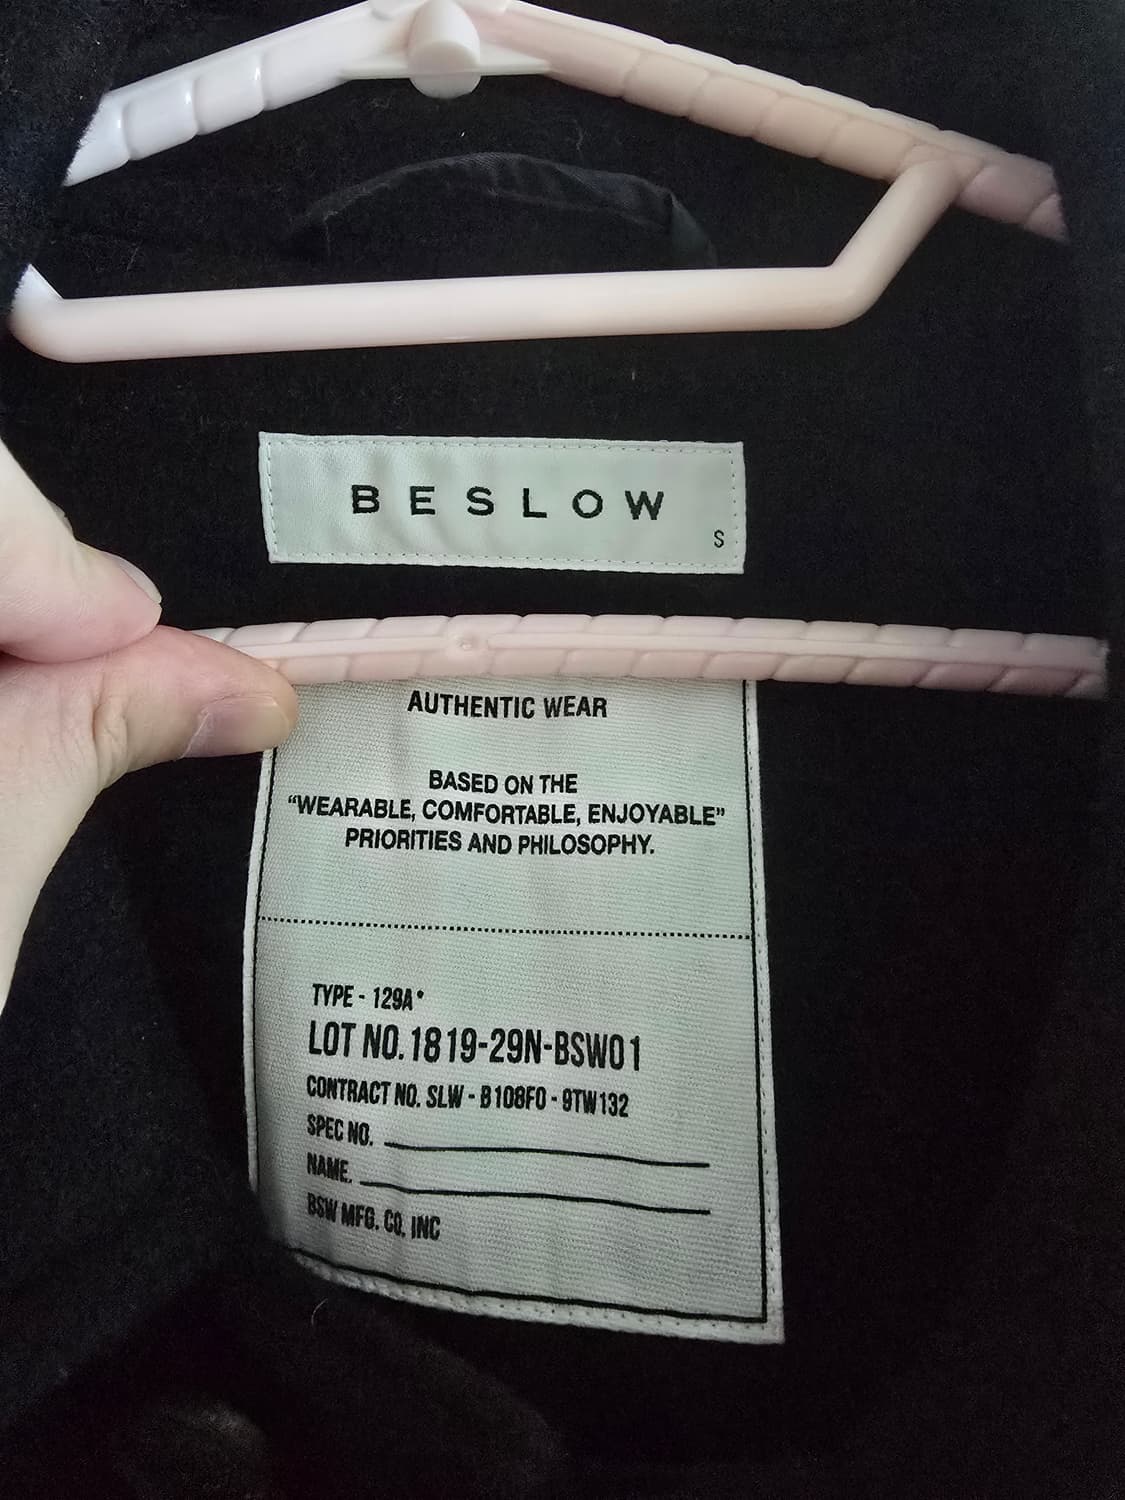 BESLOW
S
AUTHENTIC WEAR
BASED ON THE
“WEARABLE, COMFORTABLE, ENJOYABLE”
PRIORITIES AND PHILOSOPHY.
TYPE - 129A*
LOT NO. 1819-29N-BSW01
CONTRACT NO. SLW - B108F0 - 9TW132
SPEC NO.
NAME.
BSW MFG. CO. INC